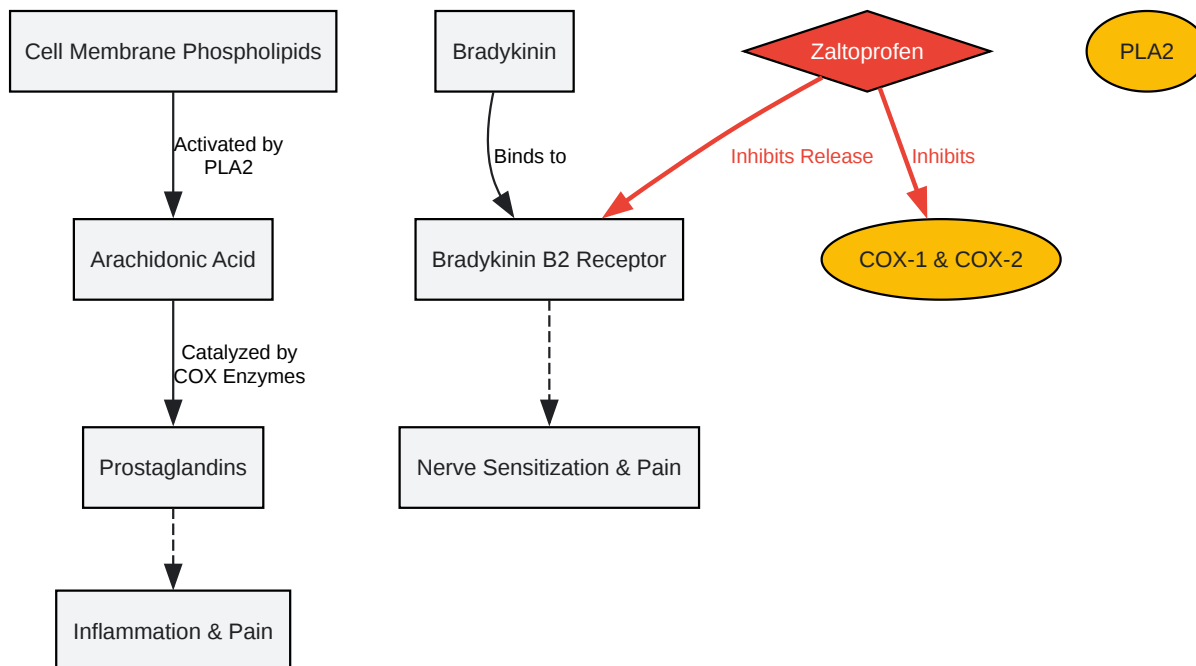 Cell Membrane Phospholipids
Bradykinin
Zaltoprofen
PLA2
Activated by
PLA2
Binds to
Inhibits Release
Inhibits
Arachidonic Acid
Bradykinin B2 Receptor
COX-1 & COX-2
Catalyzed by
COX Enzymes
Prostaglandins
Nerve Sensitization & Pain
Inflammation & Pain